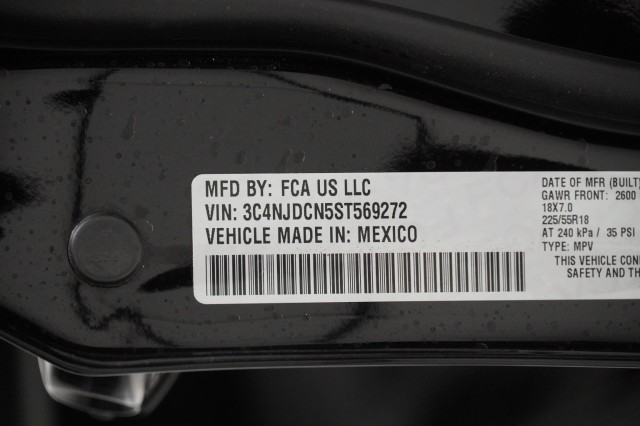 MFD BY: FCA US LLC
VIN: 3C4NJDCN5ST569272
VEHICLE MADE IN: MEXICO
DATE OF MFR (BUILT)
GAWR FRONT: 2600
18X7.0
225/55R18
AT 240 kPa / 35 PSI
TYPE: MPV
THIS VEHICLE CON
SAFETY AND TH